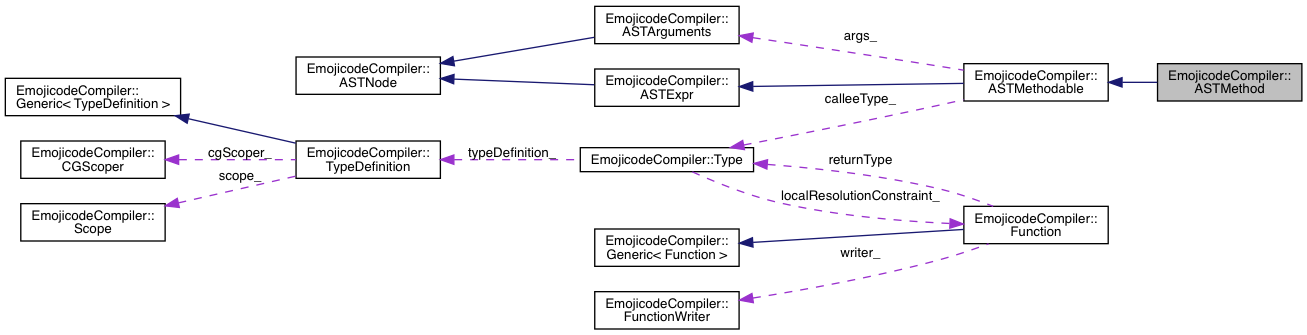 EmojicodeCompiler::
ASTArguments
args_
EmojicodeCompiler::
ASTNode
EmojicodeCompiler::
ASTExpr
EmojicodeCompiler::
ASTMethodable
EmojicodeCompiler::
ASTMethod
EmojicodeCompiler::
Generic< TypeDefinition >
calleeType_
EmojicodeCompiler::
CGScoper
cgScoper_
EmojicodeCompiler::
TypeDefinition
typeDefinition_
EmojicodeCompiler::Type
returnType
scope_
localResolutionConstraint_
EmojicodeCompiler::
Scope
EmojicodeCompiler::
Function
EmojicodeCompiler::
Generic< Function >
writer_
EmojicodeCompiler::
FunctionWriter